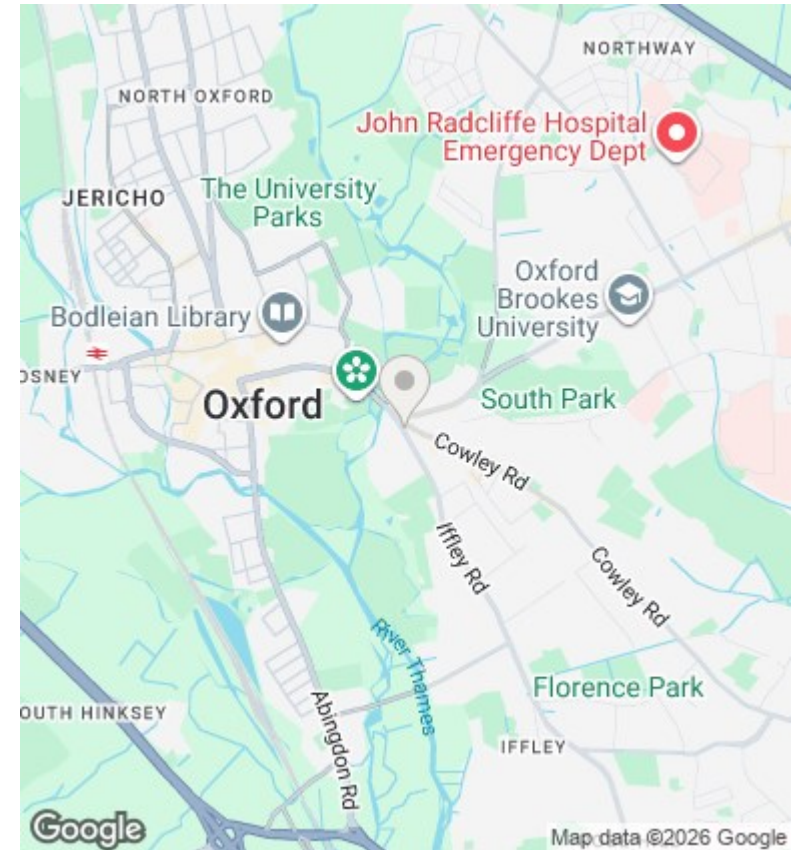 NORTHWAY
NORTH OXFORD
John Radcliffe Hospital
Emergency Dept
JERICHO
The University
Parks
Oxford
Brookes
University
Bodleian Library
OSNEY
Oxford
South Park
Cowley Rd
Iffley Rd
Cowley Rd
River Thames
Florence Park
OUTH HINKSEY
Abingdon Rd
IFFLEY
Google
Map data ©2026 Google